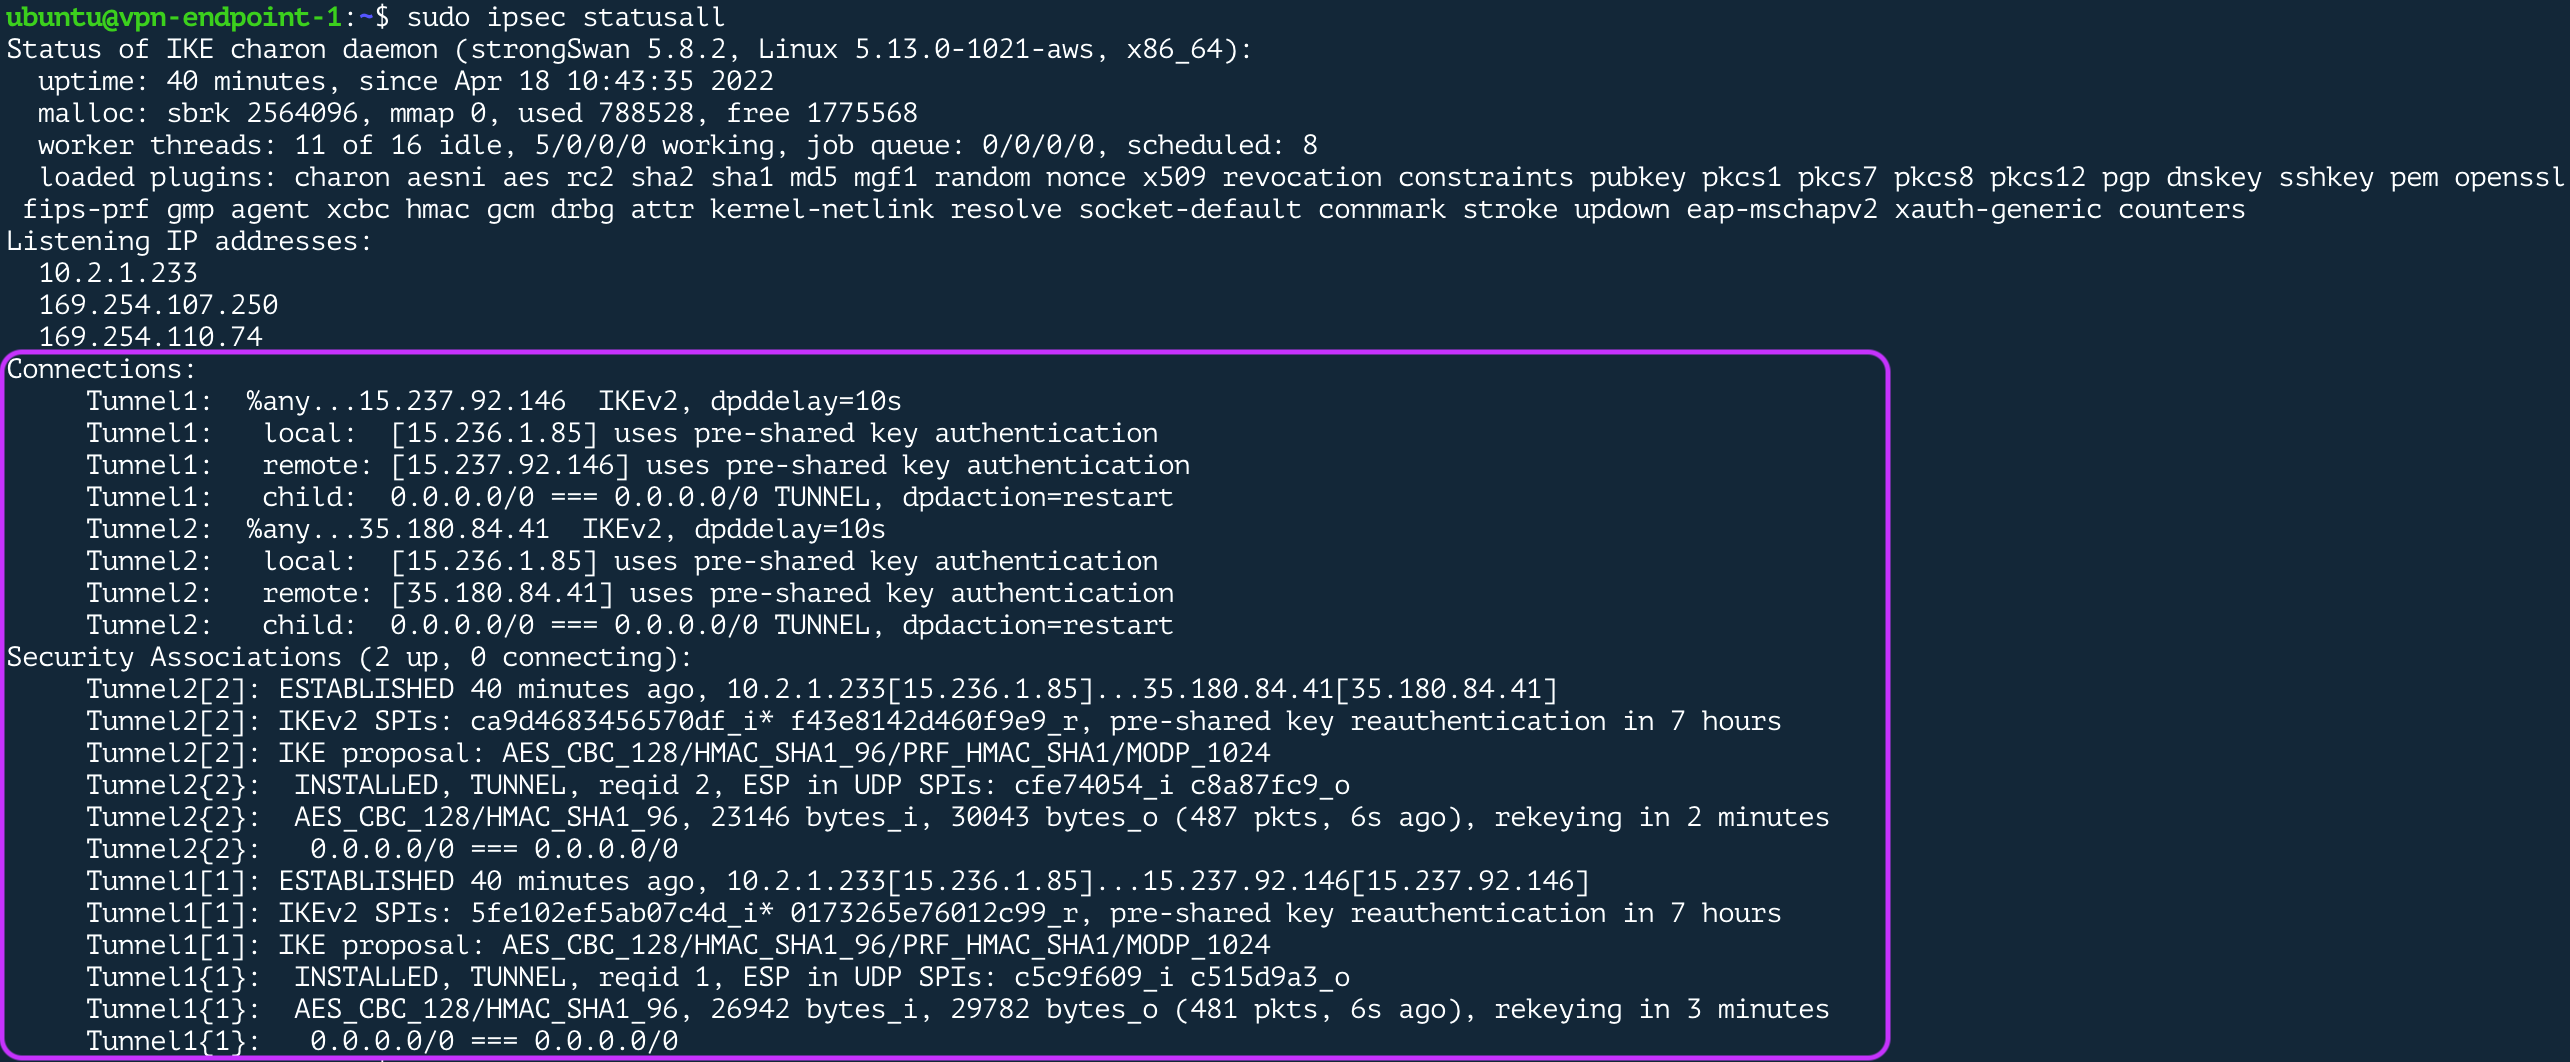 ubuntu@vpn-endpoint-1:~$ sudo ipsec statusall
Status of IKE charon daemon (strongSwan 5.8.2, Linux 5.13.0-1021-aws, x86_64):
  uptime: 40 minutes, since Apr 18 10:43:35 2022
  malloc: sbrk 2564096, mmap 0, used 788528, free 1775568
  worker threads: 11 of 16 idle, 5/0/0/0 working, job queue: 0/0/0/0, scheduled: 8
  loaded plugins: charon aesni aes rc2 sha2 sha1 md5 mgf1 random nonce x509 revocation constraints pubkey pkcs1 pkcs7 pkcs8 pkcs12 pgp dnskey sshkey pem openssl
 fips-prf gmp agent xcbc hmac gcm drbg attr kernel-netlink resolve socket-default connmark stroke updown eap-mschapv2 xauth-generic counters
Listening IP addresses:
  10.2.1.233
  169.254.107.250
  169.254.110.74
Connections:
     Tunnel1:  %any...15.237.92.146  IKEv2, dpddelay=10s
     Tunnel1:   local:  [15.236.1.85] uses pre-shared key authentication
     Tunnel1:   remote: [15.237.92.146] uses pre-shared key authentication
     Tunnel1:   child:  0.0.0.0/0 === 0.0.0.0/0 TUNNEL, dpdaction=restart
     Tunnel2:  %any...35.180.84.41  IKEv2, dpddelay=10s
     Tunnel2:   local:  [15.236.1.85] uses pre-shared key authentication
     Tunnel2:   remote: [35.180.84.41] uses pre-shared key authentication
     Tunnel2:   child:  0.0.0.0/0 === 0.0.0.0/0 TUNNEL, dpdaction=restart
Security Associations (2 up, 0 connecting):
     Tunnel2[2]: ESTABLISHED 40 minutes ago, 10.2.1.233[15.236.1.85]...35.180.84.41[35.180.84.41]
     Tunnel2[2]: IKEv2 SPIs: ca9d4683456570df_i* f43e8142d460f9e9_r, pre-shared key reauthentication in 7 hours
     Tunnel2[2]: IKE proposal: AES_CBC_128/HMAC_SHA1_96/PRF_HMAC_SHA1/MODP_1024
     Tunnel2{2}:  INSTALLED, TUNNEL, reqid 2, ESP in UDP SPIs: cfe74054_i c8a87fc9_o
     Tunnel2{2}:  AES_CBC_128/HMAC_SHA1_96, 23146 bytes_i, 30043 bytes_o (487 pkts, 6s ago), rekeying in 2 minutes
     Tunnel2{2}:   0.0.0.0/0 === 0.0.0.0/0
     Tunnel1[1]: ESTABLISHED 40 minutes ago, 10.2.1.233[15.236.1.85]...15.237.92.146[15.237.92.146]
     Tunnel1[1]: IKEv2 SPIs: 5fe102ef5ab07c4d_i* 0173265e76012c99_r, pre-shared key reauthentication in 7 hours
     Tunnel1[1]: IKE proposal: AES_CBC_128/HMAC_SHA1_96/PRF_HMAC_SHA1/MODP_1024
     Tunnel1{1}:  INSTALLED, TUNNEL, reqid 1, ESP in UDP SPIs: c5c9f609_i c515d9a3_o
     Tunnel1{1}:  AES_CBC_128/HMAC_SHA1_96, 26942 bytes_i, 29782 bytes_o (481 pkts, 6s ago), rekeying in 3 minutes
     Tunnel1{1}:   0.0.0.0/0 === 0.0.0.0/0